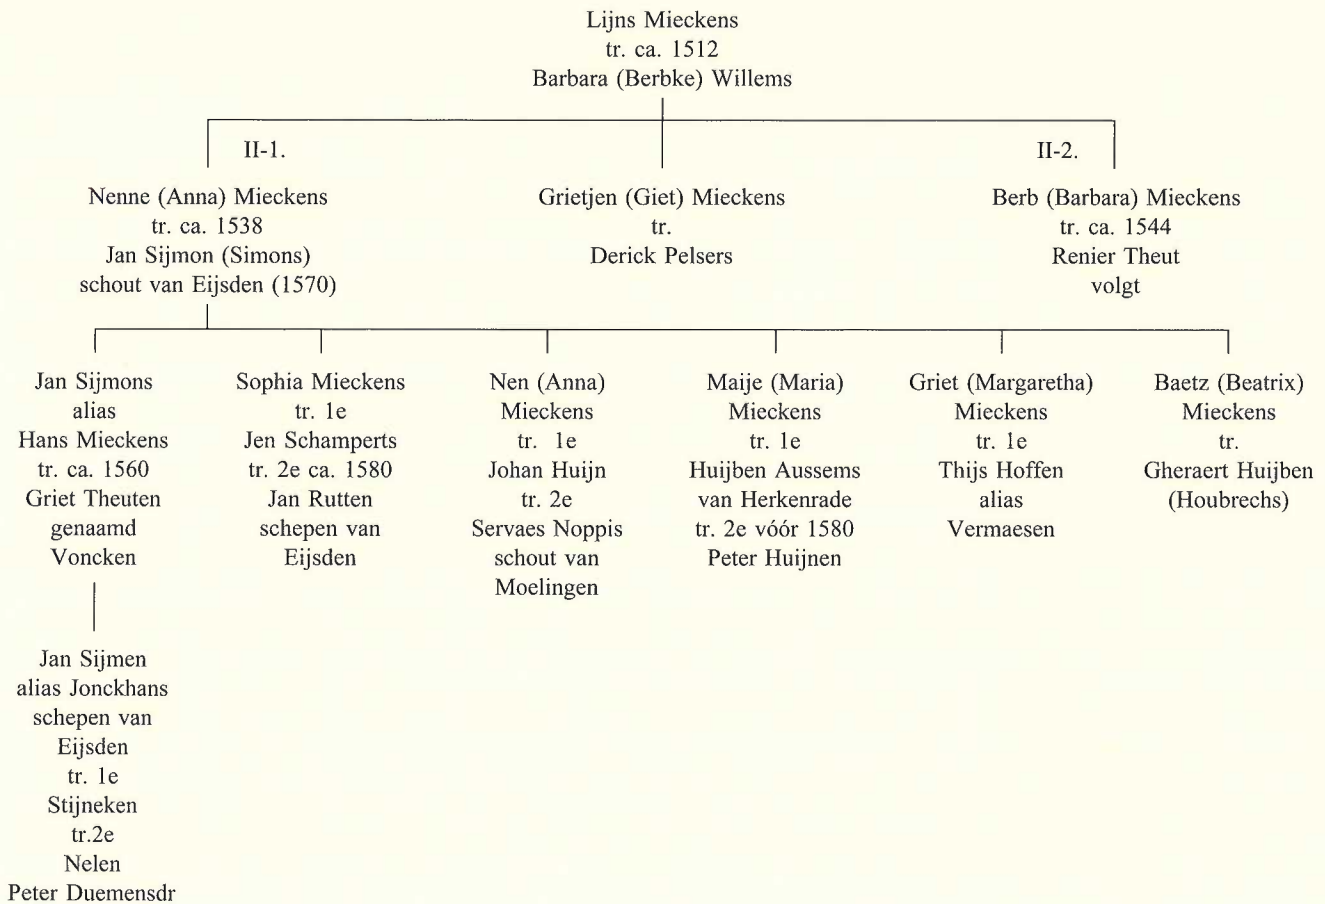 Lijns Mieckens
tr. ca. 1512
Barbara (Berbke) Willems
II-1.
II-2.
Nenne (Anna) Mieckens
tr. ca. 1538
Jan Sijmon (Simons)
schout van Eijsden (1570)
Grietjen (Giet) Mieckens
tr.
Derick Pelsers
Berb (Barbara) Mieckens
tr. ca. 1544
Renier Theut
volgt
Jan Sijmons
alias
Hans Mieckens
tr. ca. 1560
Griet Theuten
genaamd
Voncken
Sophia Mieckens
tr. 1e
Jen Schamperts
tr. 2e ca. 1580
Jan Rutten
schepen van
Eijsden
Nen (Anna)
Mieckens
tr. 1e
Johan Huijn
tr. 2e
Servaes Noppis
schout van
Moelingen
Maije (Maria)
Mieckens
tr. 1e
Huijben Aussems
van Herkenrade
tr. 2e vóór 1580
Peter Huijnen
Griet (Margaretha)
Mieckens
tr. 1e
Thijs Hoffen
alias
Vermaesen
Baetz (Beatrix)
Mieckens
tr.
Gheraert Huijben
(Houbrechs)
Jan Sijmen
alias Jonckhans
schepen van
Eijsden
tr. 1e
Stijneken
tr.2e
Nelen
Peter Duemensdr